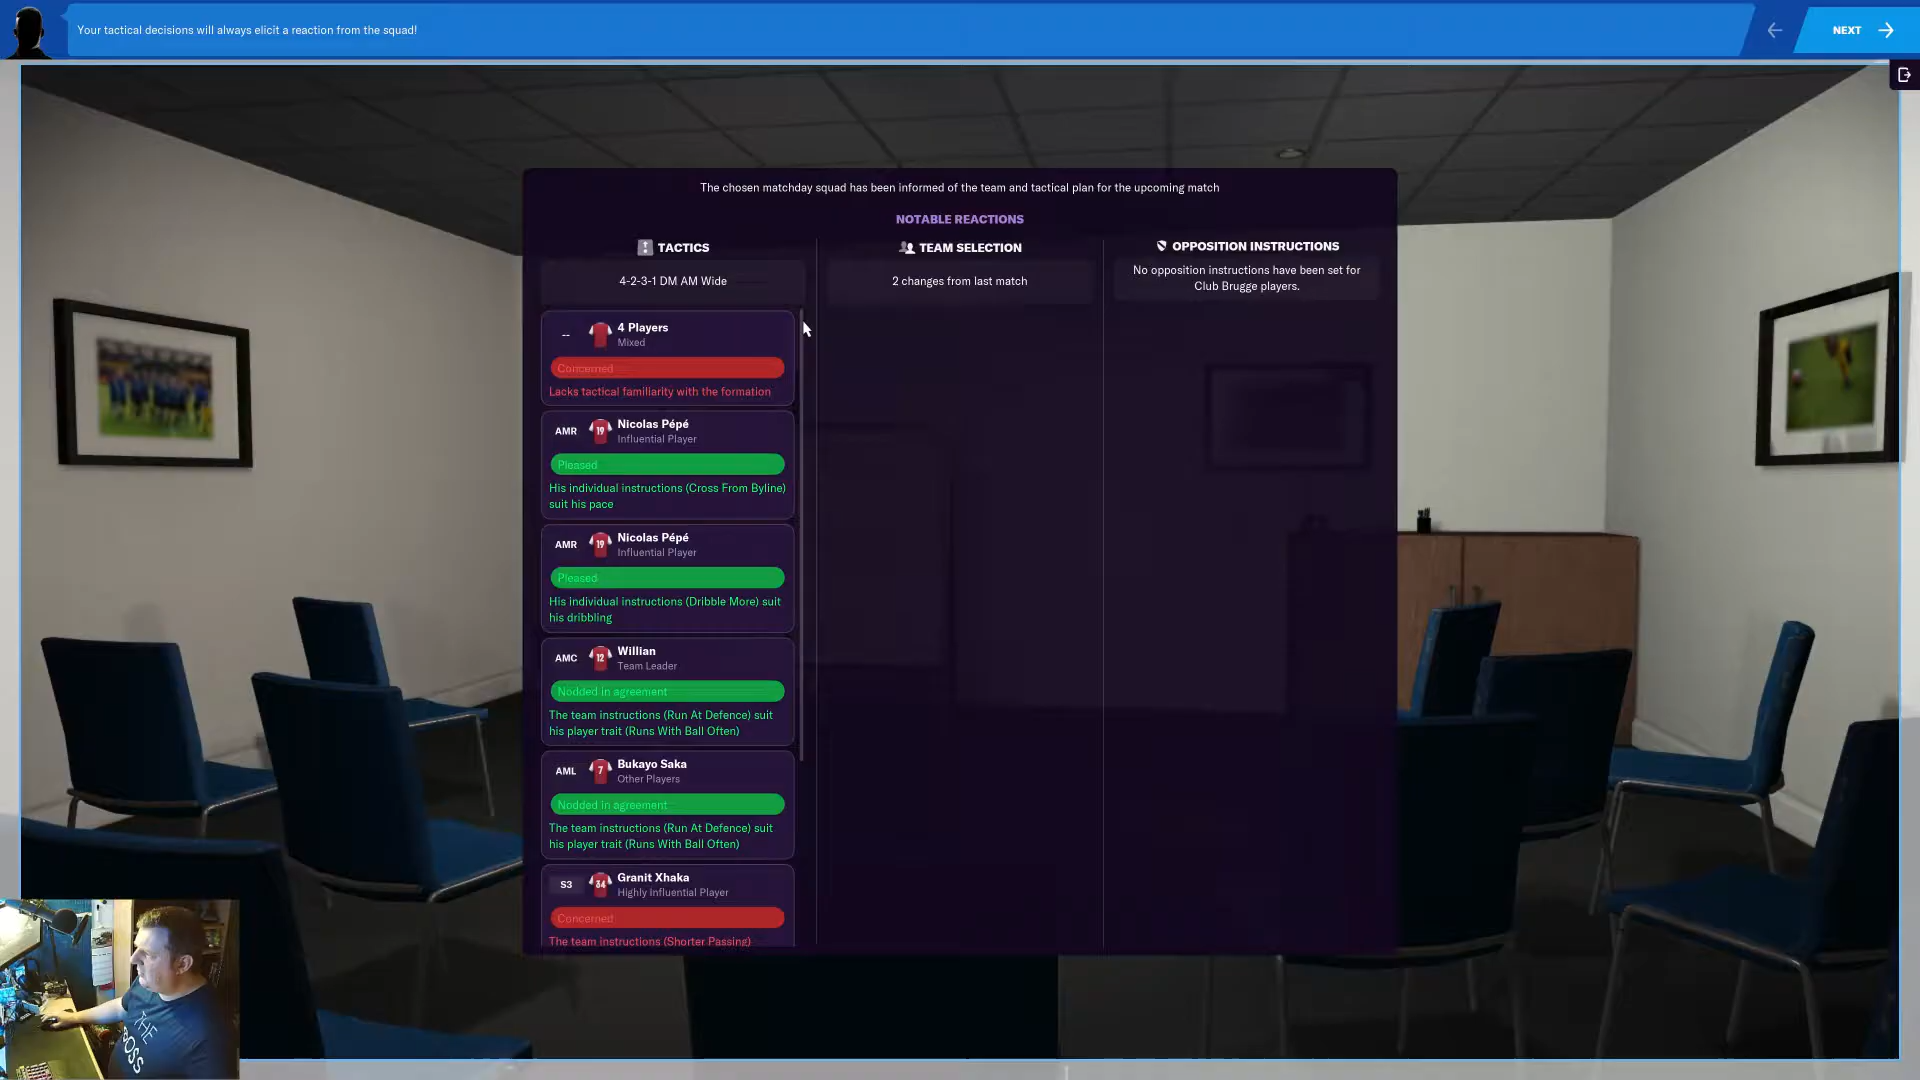 Your tactical decisions will always elicit a reaction from the squad!
NEXT
The chosen matchday squad has been informed of the team and tactical plan for the upcoming match
NOTABLE REACTIONS
TACTICS
4-2-3-1 DM AM Wide
--
4 Players
Mixed
Concerned
Lacks tactical familiarity with the formation
AMR
19
Nicolas Pépé
Influential Player
Pleased
His individual instructions (Cross From Byline)
suit his pace
AMR
19
Nicolas Pépé
Influential Player
Pleased
His individual instructions (Dribble More) suit
his dribbling
AMC
12
Willian
Team Leader
Nodded in agreement
The team instructions (Run At Defence) suit
his player trait (Runs With Ball Often)
AML
7
Bukayo Saka
Other Players
Nodded in agreement
The team instructions (Run At Defence) suit
his player trait (Runs With Ball Often)
S3
34
Granit Xhaka
Highly Influential Player
Concerned
The team instructions (Shorter Passing)
TEAM SELECTION
2 changes from last match
OPPOSITION INSTRUCTIONS
No opposition instructions have been set for
Club Brugge players.
THE
BOSS